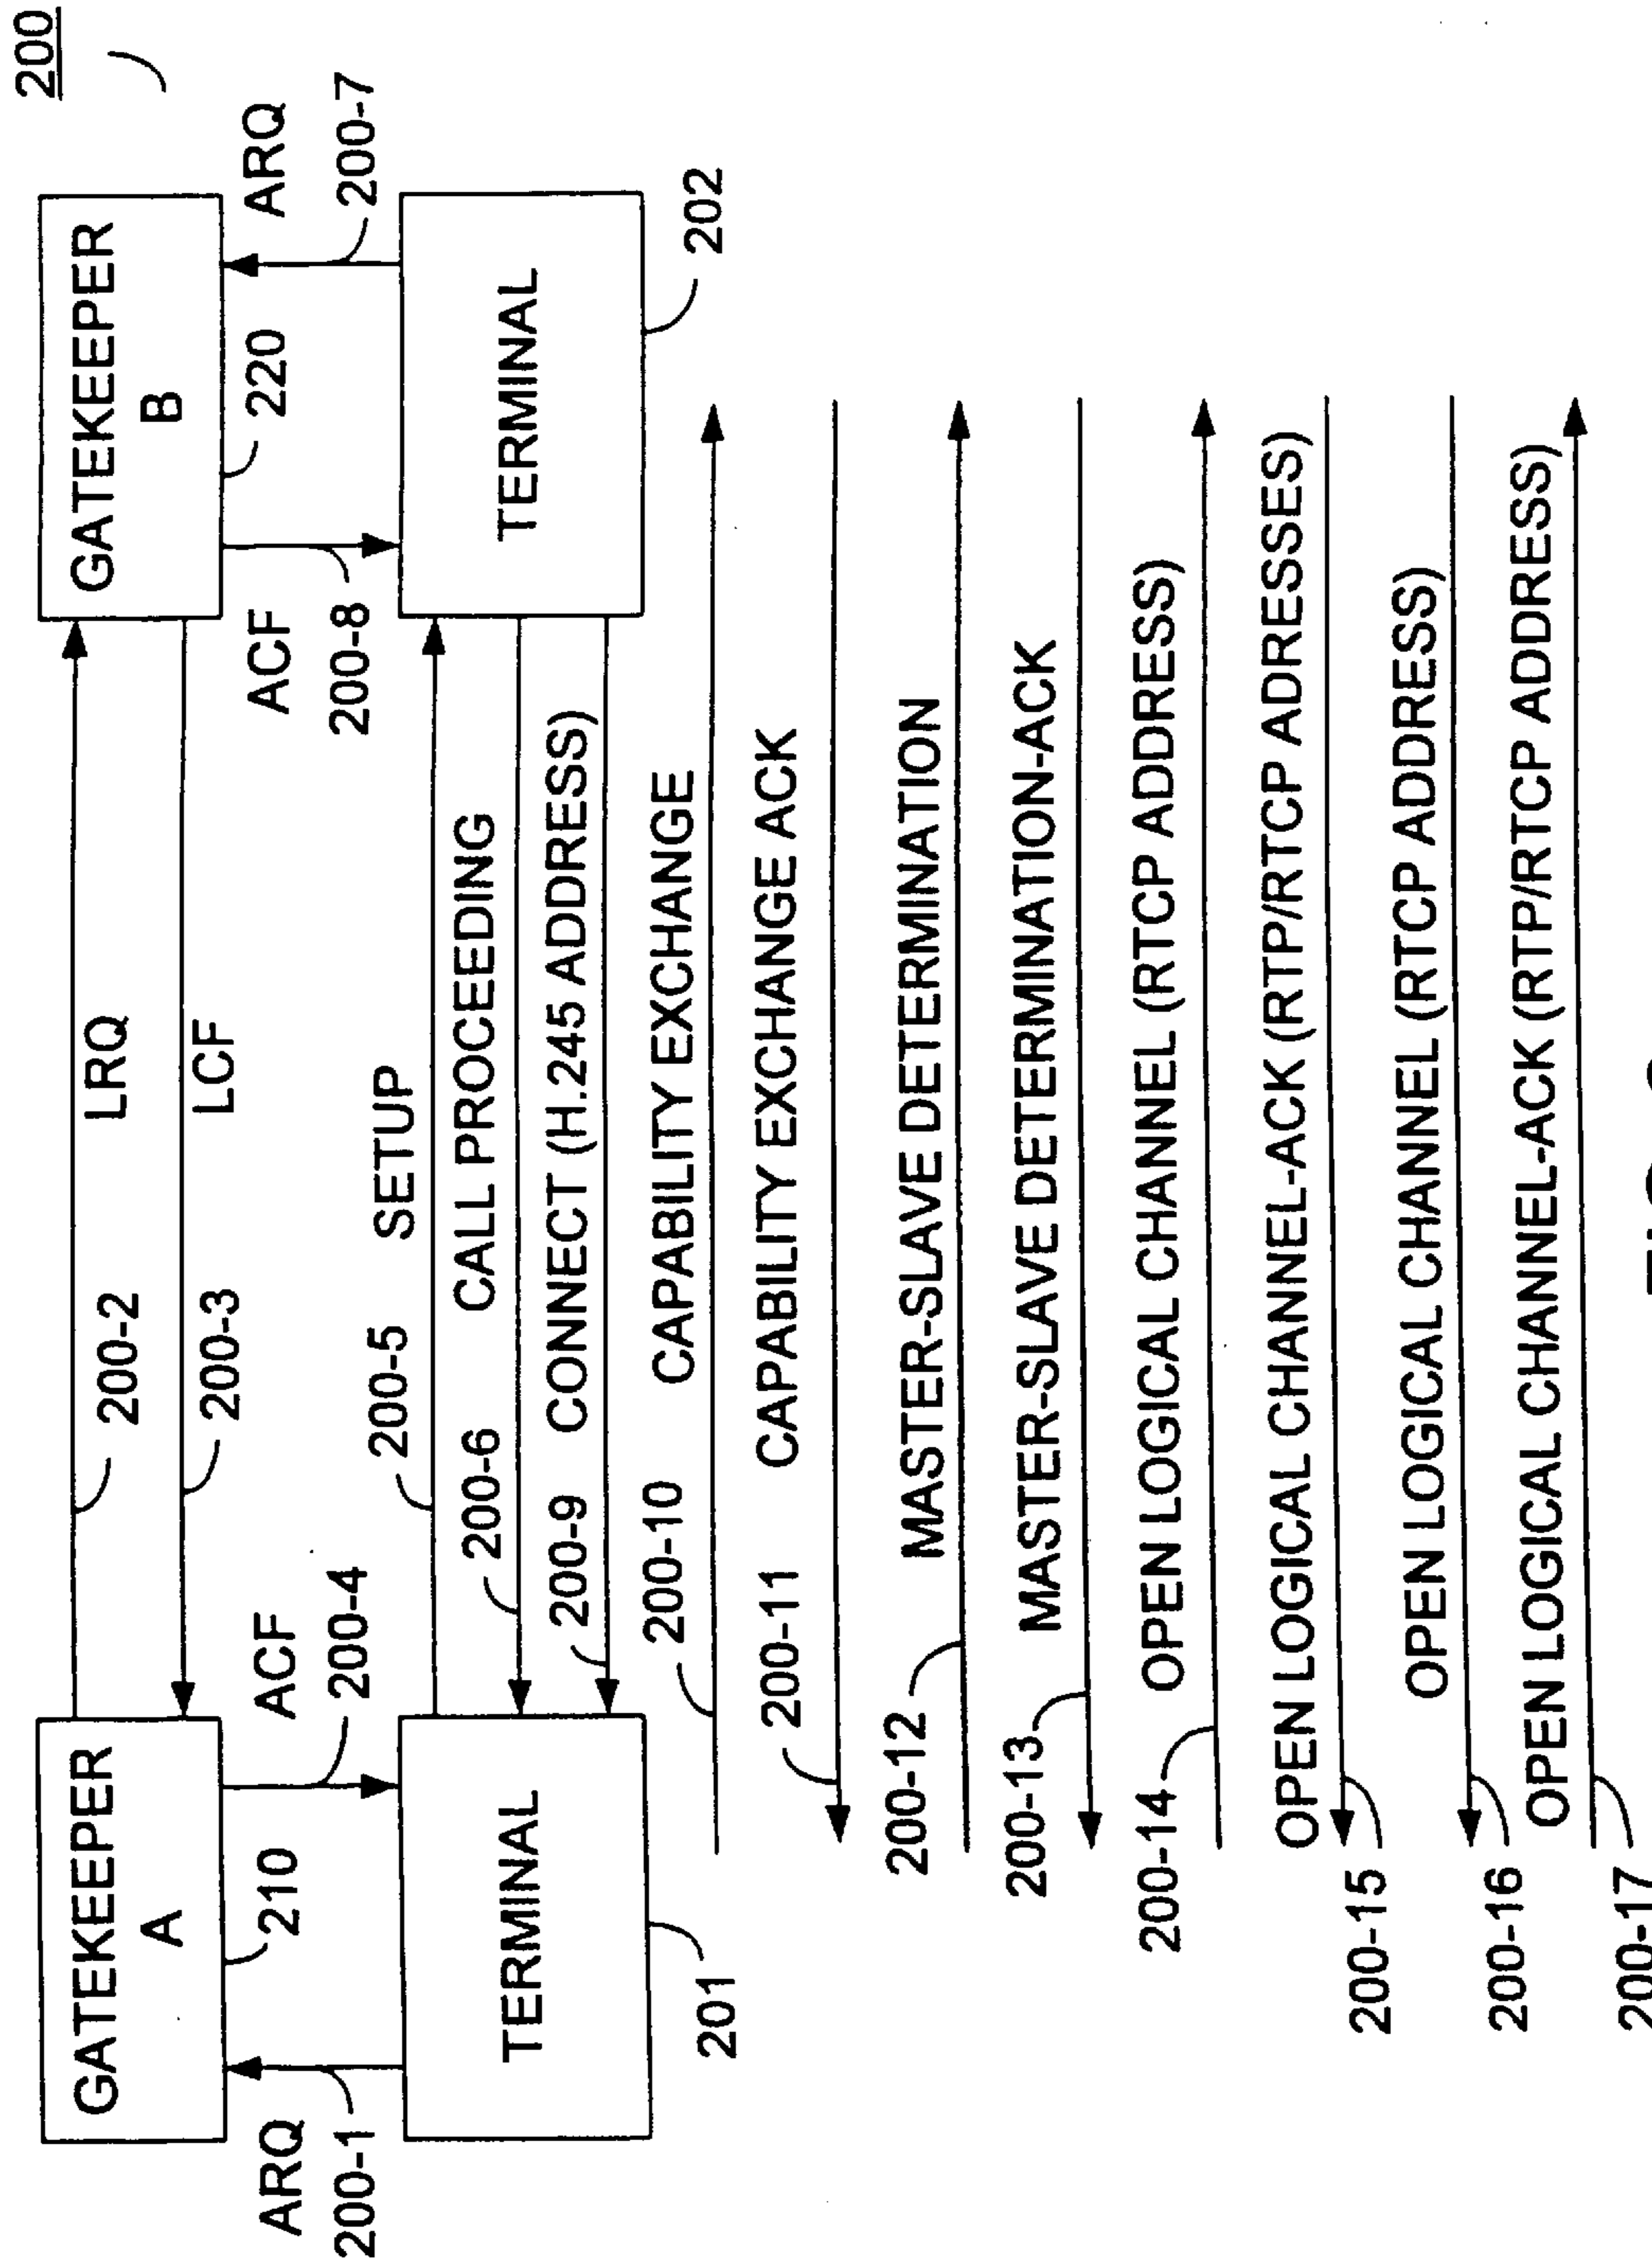 200
GATEKEEPER
A
GATEKEEPER
B
210
220
200-2
LRQ
200-3
LCF
ARQ
200-1
ACF
200-4
ACF
200-8
ARQ
200-7
TERMINAL
201
TERMINAL
202
200-5
SETUP
200-6
CALL PROCEEDING
200-9
CONNECT (H.245 ADDRESS)
200-10
CAPABILITY EXCHANGE
200-11
CAPABILITY EXCHANGE ACK
200-12
MASTER-SLAVE DETERMINATION
200-13
MASTER-SLAVE DETERMINATION-ACK
200-14
OPEN LOGICAL CHANNEL (RTCP ADDRESS)
OPEN LOGICAL CHANNEL-ACK (RTP/RTCP ADRESSES)
200-15
OPEN LOGICAL CHANNEL (RTCP ADDRESS)
200-16
OPEN LOGICAL CHANNEL-ACK (RTP/RTCP ADDRESS)
200-17